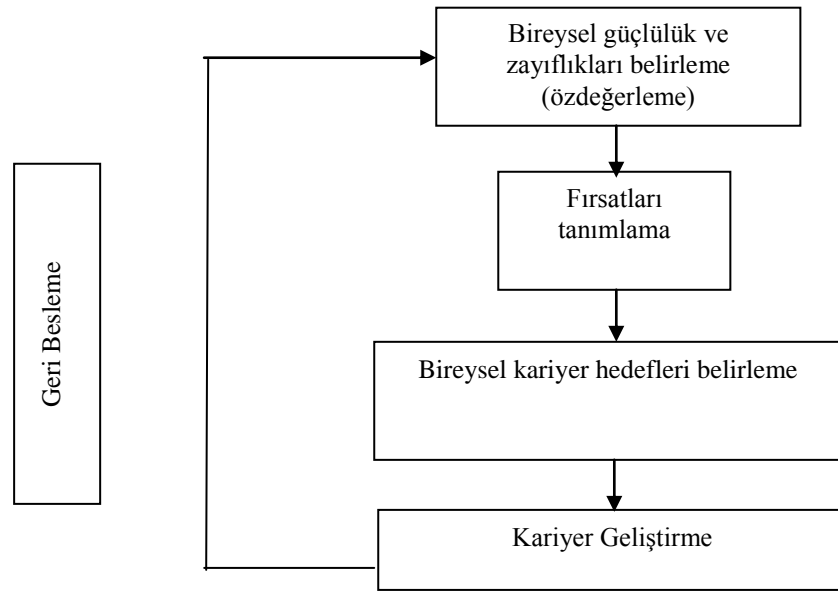 Bireysel güçlülük ve
zayıflıkları belirleme
(özdeğerleme)
Fırsatları
tanımlama
Geri Besleme
Bireysel kariyer hedefleri belirleme
Kariyer Geliştirme